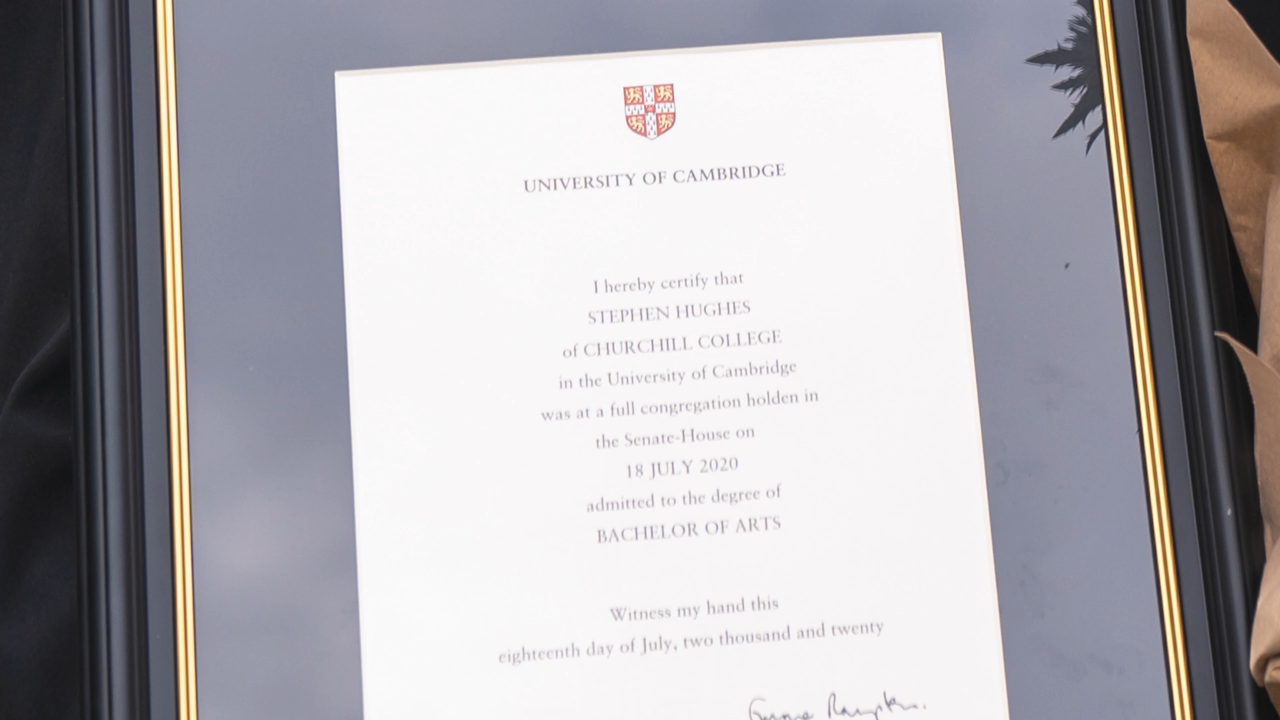 UNIVERSITY OF CAMBRIDGE
I hereby certify that
STEPHEN HUGHES
of CHURCHILL COLLEGE
in the University of Cambridge
was at a full congregation holden in
the Senate-House on
18 JULY 2020
admitted to the degree of
BACHELOR OF ARTS
Witness my hand this
eighteenth day of July, two thousand and twenty